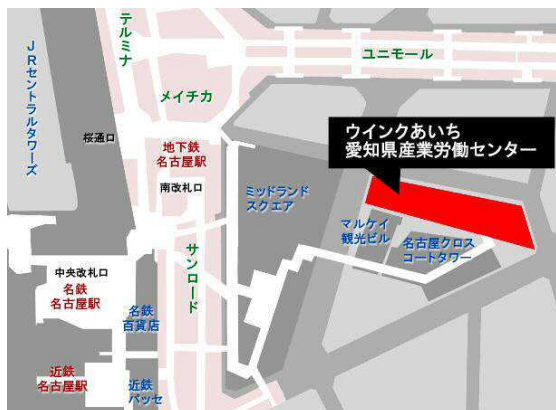 テルミナ
JRセントラルタワーズ
ユニモール
メイチカ
ウインクあいち
愛知県産業労働センター
桜通口
地下鉄
名古屋駅
南改札口
ミッドランド
スクエア
マルケイ
観光ビル
名古屋クロス
コートタワー
サンロード
中央改札口
名鉄
名古屋駅
名鉄
百貨店
近鉄
名古屋駅
近鉄
パッセ